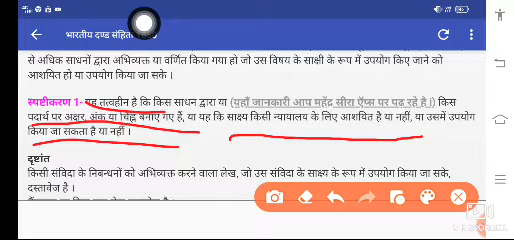 भारतीय दण्ड संहिता
से अधिक साधनों द्वारा अभिव्यक्त या वर्णित किया गया हो जो उस विषय के साक्षी के रूप में उपयोग किए जाने को
आशयित हो या उपयोग किया जा सके ।
स्पष्टीकरण 1- यह तत्वहीन है कि किस साधन द्वारा या (यहाँ जानकारी आप महेंद्र सीरा ऍप्स पर पढ रहे है।) किस
पदार्थ पर अक्षर, अंक या चिह्न बनाए गए हैं, या यह कि साक्ष्य किसी न्यायालय के लिए आशयित है या नहीं, या उसमें उपयोग
किया जा सकता है या नहीं ।
दृष्टांत
किसी संविदा के निबन्धनों को अभिव्यक्त करने वाला लेख, जो उस संविदा के साक्ष्य के रूप में उपयोग किया जा सके,
दस्तावेज है ।